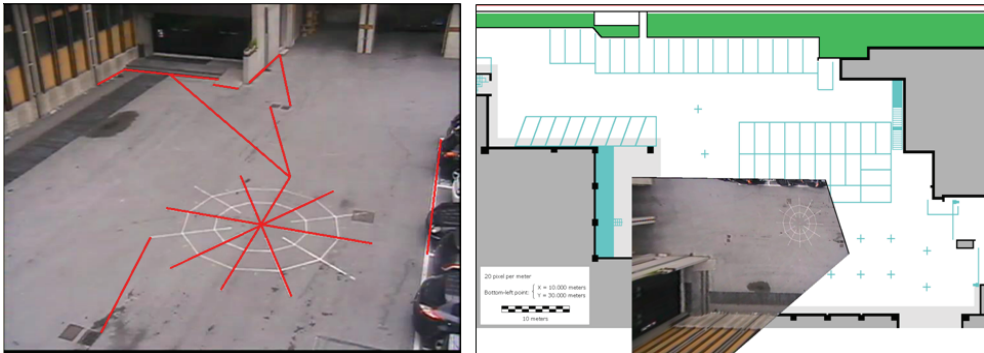 20 pixel per meter
Bottom-left point: { X = 10.000 meters
Y = 30.000 meters
10 meters